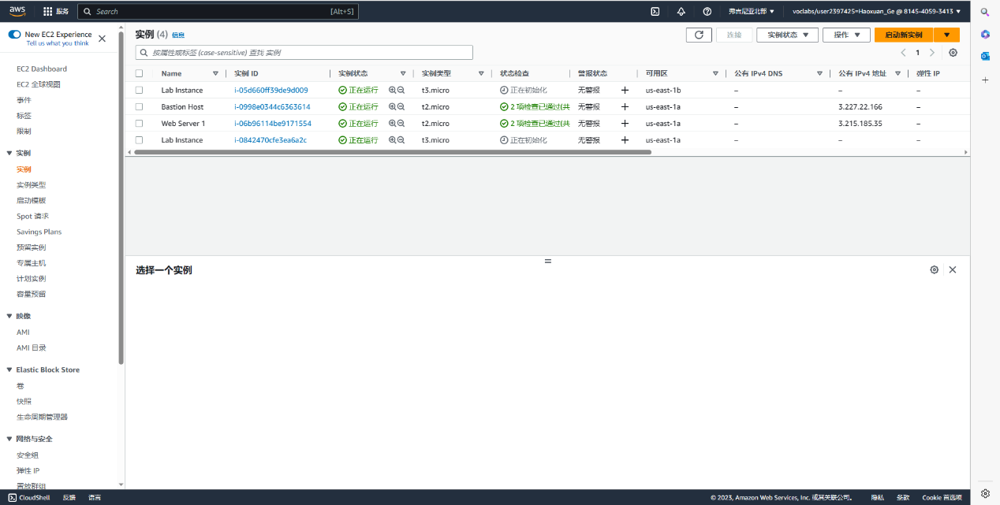 aws 服务 Search [Alt+S] 弗吉尼亚北部 ▼ voclabs/user2397425=Haoxuan_Ge @ 8145-4059-3413 ▼
New EC2 Experience
Tell us what you think
EC2 Dashboard
EC2 全球视图
事件
标签
限制
▼ 实例
实例
实例类型
启动模板
Spot 请求
Savings Plans
预留实例
专属主机
计划实例
容量预留
▼ 映像
AMI
AMI 目录
▼ Elastic Block Store
卷
快照
生命周期管理器
▼ 网络与安全
安全组
弹性 IP
置放群组
实例 (4) 信息 连接 实例状态 ▼ 操作 ▼ 启动新实例 ▼
按属性或标签 (case-sensitive) 查找 实例 1
Name 实例 ID 实例状态 实例类型 状态检查 警报状态 可用区 公有 IPv4 DNS 公有 IPv4 地址 弹性 IP
Lab Instance i-05d660ff39de9d009 正在运行 t3.micro 正在初始化 无警报 + us-east-1b – – –
Bastion Host i-0998e0344c6363614 正在运行 t2.micro 2 项检查已通过(共 无警报 + us-east-1a – 3.227.22.166 –
Web Server 1 i-06b96114be9171554 正在运行 t2.micro 2 项检查已通过(共 无警报 + us-east-1a – 3.215.185.35 –
Lab Instance i-0842470cfe3ea6a2c 正在运行 t3.micro 正在初始化 无警报 + us-east-1a – – –
选择一个实例
CloudShell 反馈 语言 © 2023, Amazon Web Services, Inc. 或其关联公司。 隐私 条款 Cookie 首选项